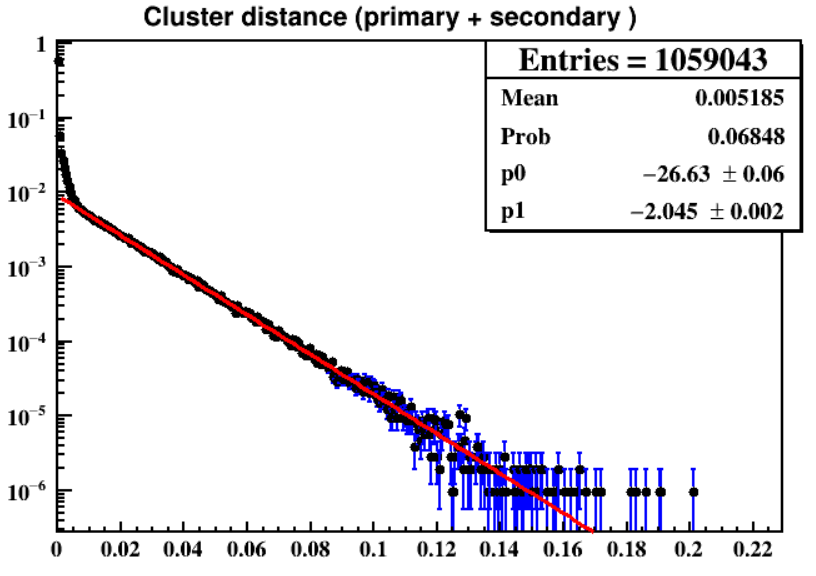 Cluster distance (primary + secondary )
Entries = 1059043
Mean 0.005185
Prob 0.06848
p0 −26.63 ± 0.06
p1 −2.045 ± 0.002
1
10⁻¹
10⁻²
10⁻³
10⁻⁴
10⁻⁵
10⁻⁶
0 0.02 0.04 0.06 0.08 0.1 0.12 0.14 0.16 0.18 0.2 0.22